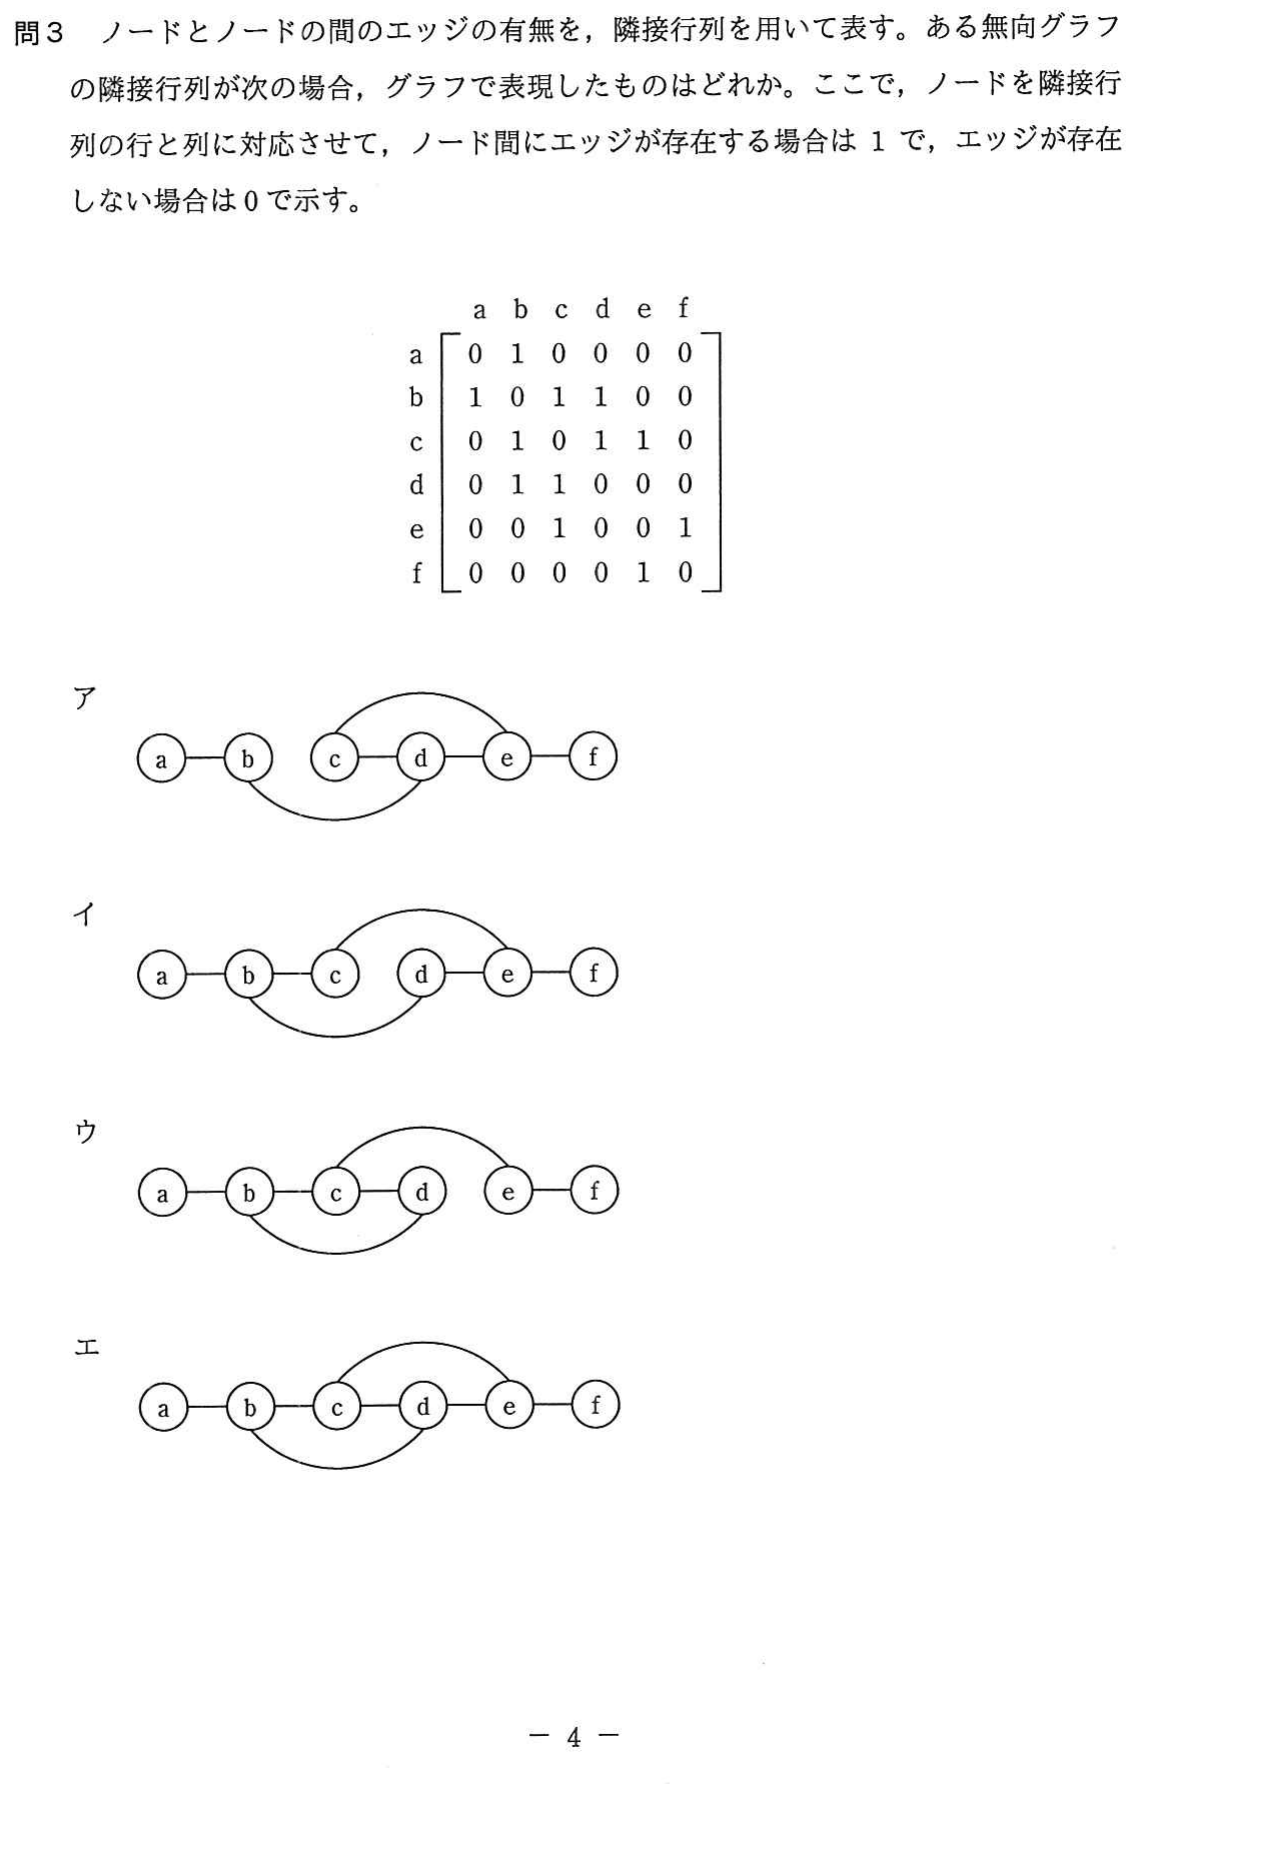 問3　ノードとノードの間のエッジの有無を，隣接行列を用いて表す。ある無向グラフ
の隣接行列が次の場合，グラフで表現したものはどれか。ここで，ノードを隣接行
列の行と列に対応させて，ノード間にエッジが存在する場合は 1 で，エッジが存在
しない場合は0で示す。
a b c d e f
a 0 1 0 0 0 0
b 1 0 1 1 0 0
c 0 1 0 1 1 0
d 0 1 1 0 0 0
e 0 0 1 0 0 1
f 0 0 0 0 1 0
ア
a b c d e f
イ
a b c d e f
ウ
a b c d e f
エ
a b c d e f
－ 4 －